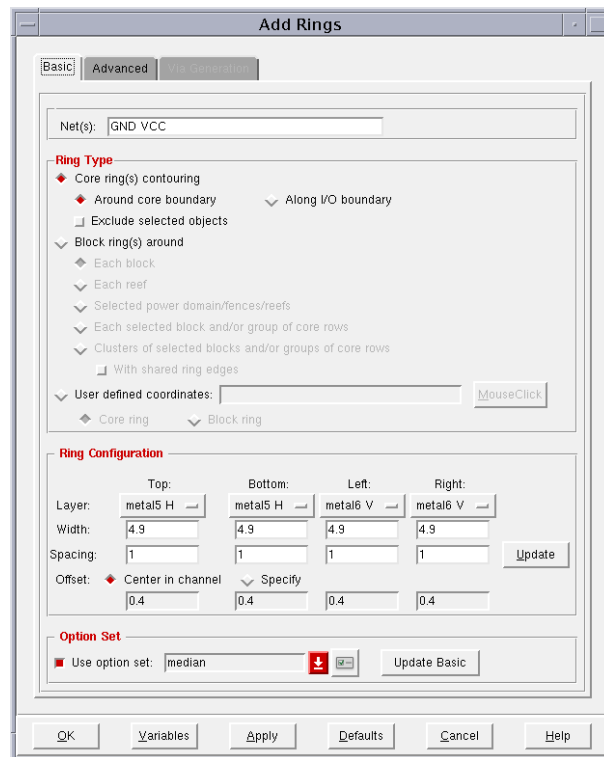 Add Rings
Basic Advanced Via Generation
Net(s): GND VCC
Ring Type
Core ring(s) contouring
Around core boundary Along I/O boundary
Exclude selected objects
Block ring(s) around
Each block
Each reef
Selected power domain/fences/reefs
Each selected block and/or group of core rows
Clusters of selected blocks and/or groups of core rows
With shared ring edges
User defined coordinates: MouseClick
Core ring Block ring
Ring Configuration
Top: Bottom: Left: Right:
Layer: metal5 H metal5 H metal6 V metal6 V
Width: 4.9 4.9 4.9 4.9
Spacing: 1 1 1 1 Update
Offset: Center in channel Specify
0.4 0.4 0.4 0.4
Option Set
Use option set: median Update Basic
OK Variables Apply Defaults Cancel Help